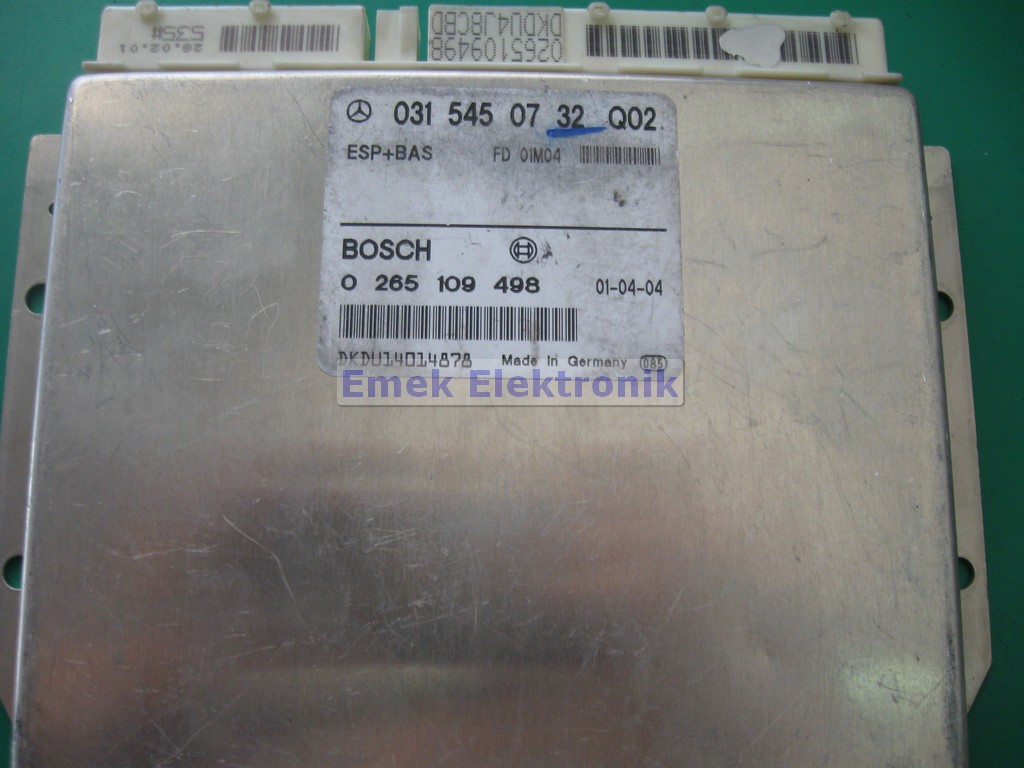 535#
28.02.01
0265109498
DKDU4J8CBD
031 545 07 32 Q02
ESP+BAS FD 01M04
BOSCH
0 265 109 498 01-04-04
DKDU14014878 Made In Germany 085
Emek Elektronik